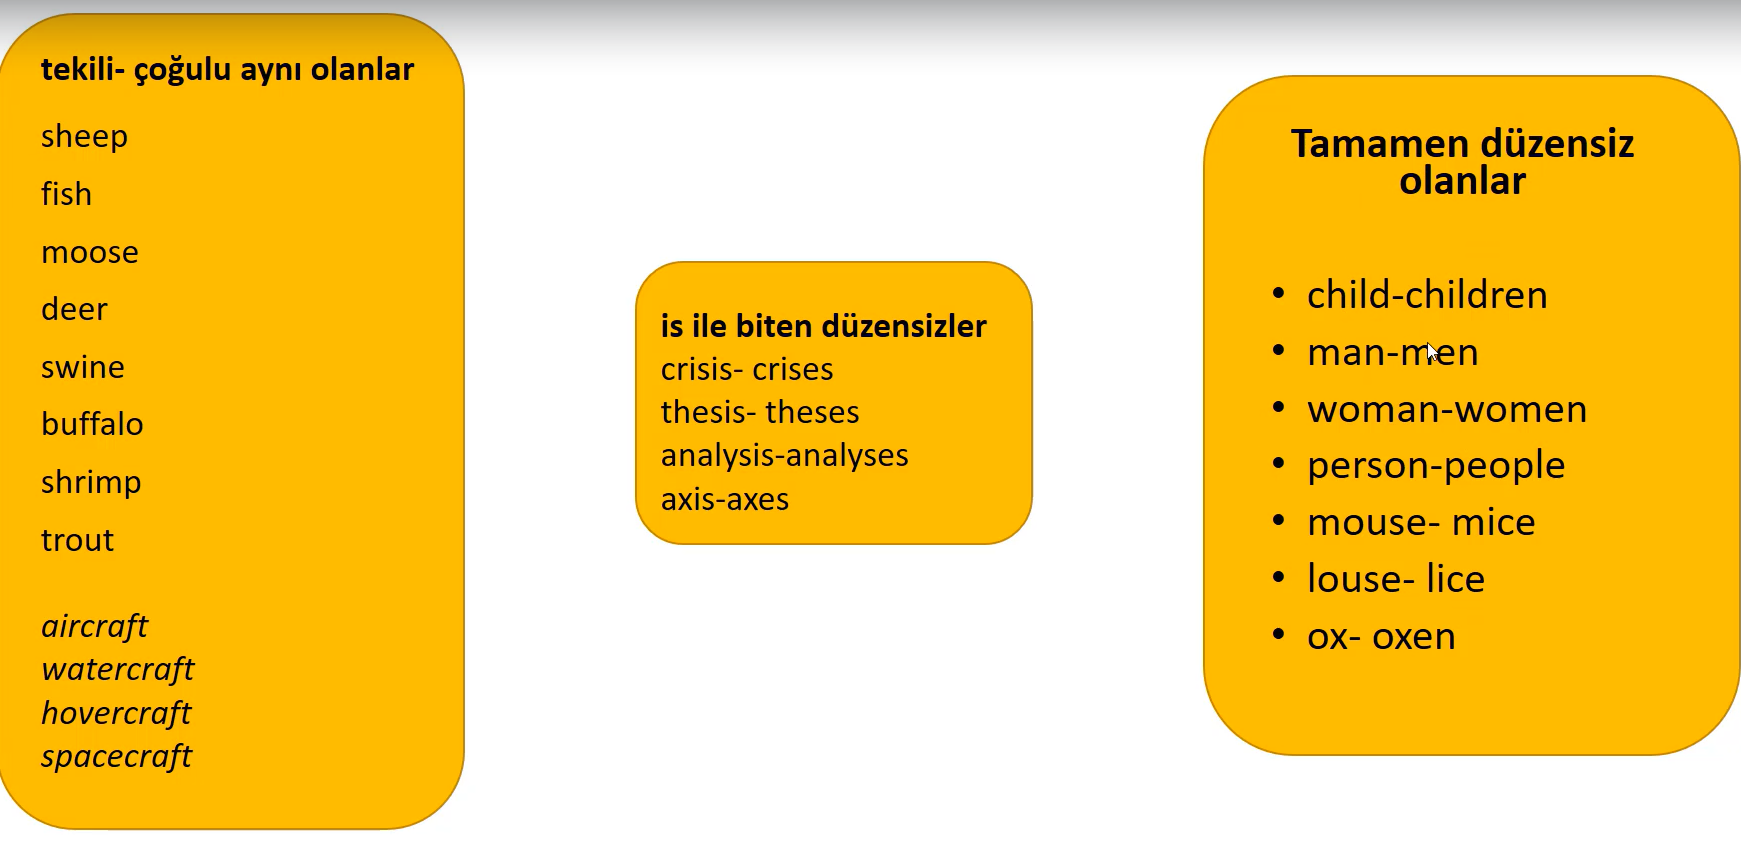 tekili- çoğulu aynı olanlar
sheep
fish
moose
deer
swine
buffalo
shrimp
trout
aircraft
watercraft
hovercraft
spacecraft
is ile biten düzensizler
crisis- crises
thesis- theses
analysis-analyses
axis-axes
Tamamen düzensiz
olanlar
• child-children
• man-men
• woman-women
• person-people
• mouse- mice
• louse- lice
• ox- oxen